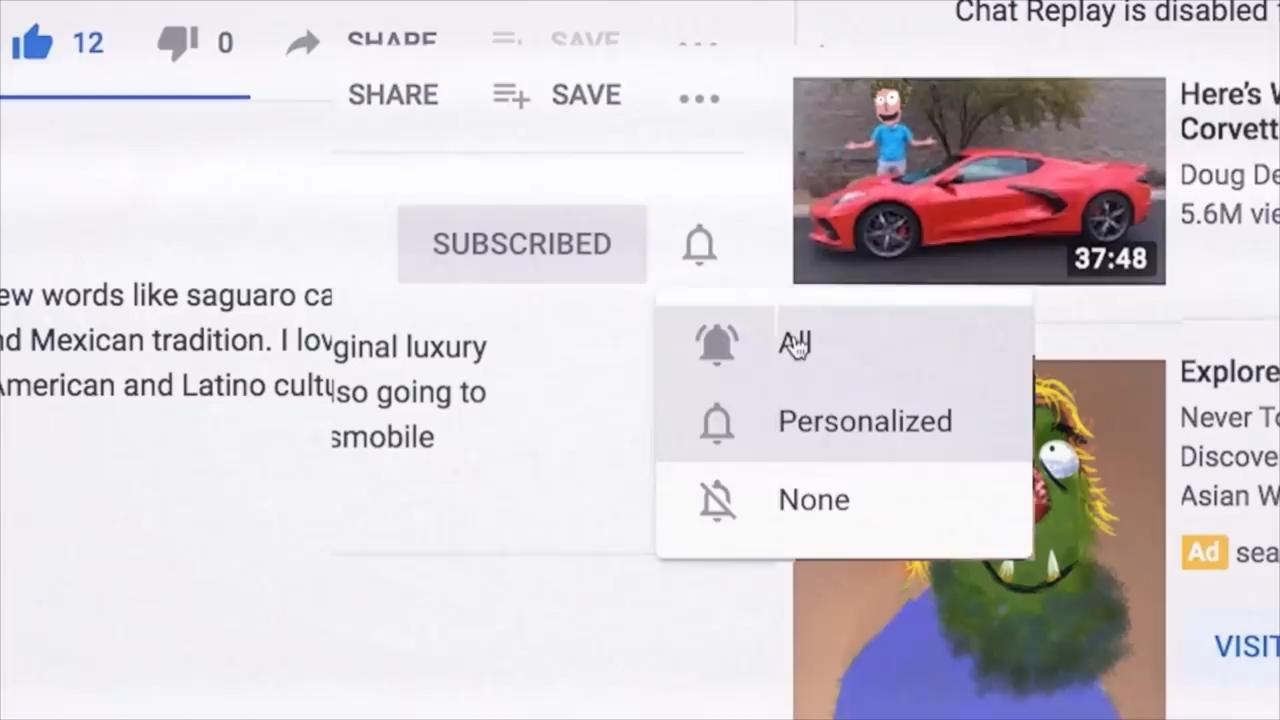 Chat Replay is disabled
12
0
SHARE
SAVE
SHARE
SAVE
Here's
Corvett
Doug De
5.6M vie
37:48
SUBSCRIBED
ew words like saguaro ca
nd Mexican tradition. I lov
American and Latino cultu
ginal luxury
so going to
smobile
All
Personalized
None
Explore
Never To
Discove
Asian W
Ad sea
VISIT